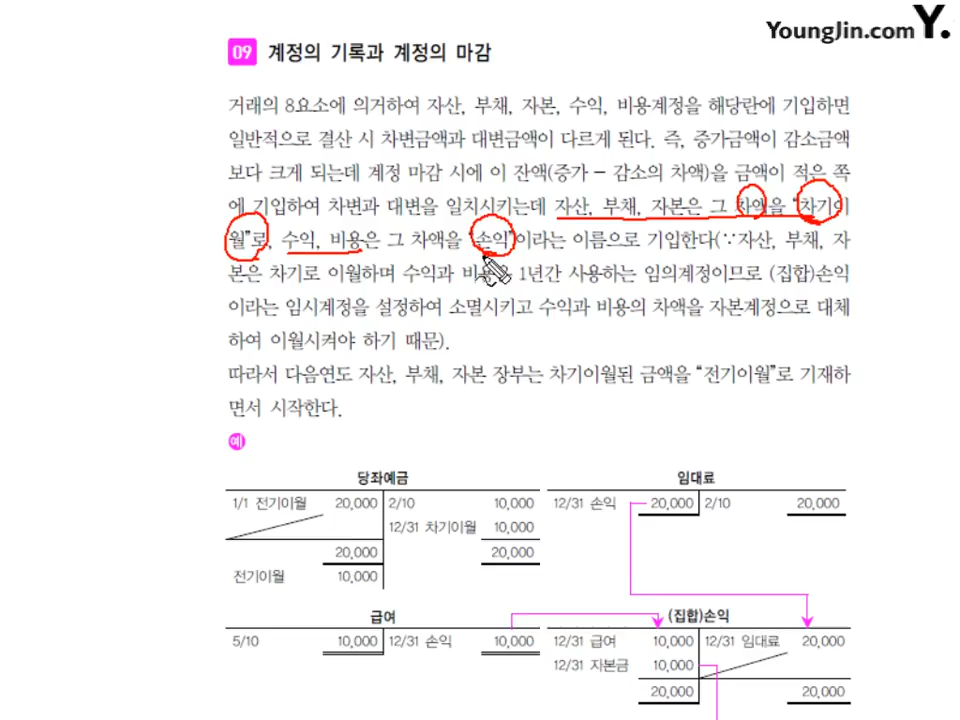 YoungJin.com Y.
09 계정의 기록과 계정의 마감
거래의 8요소에 의거하여 자산, 부채, 자본, 수익, 비용계정을 해당란에 기입하면
일반적으로 결산 시 차변금액과 대변금액이 다르게 된다. 즉, 증가금액이 감소금액
보다 크게 되는데 계정 마감 시에 이 잔액(증가 − 감소의 차액)을 금액이 적은 쪽
에 기입하여 차변과 대변을 일치시키는데 자산, 부채, 자본은 그 차액을 "차기이
월"로, 수익, 비용은 그 차액을 "손익"이라는 이름으로 기입한다(∵자산, 부채, 자
본은 차기로 이월하며 수익과 1년간 사용하는 임의계정이므로 (집합)손익
이라는 임시계정을 설정하여 소멸시키고 수익과 비용의 차액을 자본계정으로 대체
하여 이월시켜야 하기 때문).
따라서 다음연도 자산, 부채, 자본 장부는 차기이월된 금액을 "전기이월"로 기재하
면서 시작한다.
예
당좌예금 임대료
1/1 전기이월 20,000 2/10 10,000 12/31 손익 20,000 2/10 20,000
12/31 차기이월 10,000
20,000 20,000
전기이월 10,000
급여 (집합)손익
5/10 10,000 12/31 손익 10,000 12/31 급여 10,000 12/31 임대료 20,000
12/31 자본금 10,000
20,000 20,000